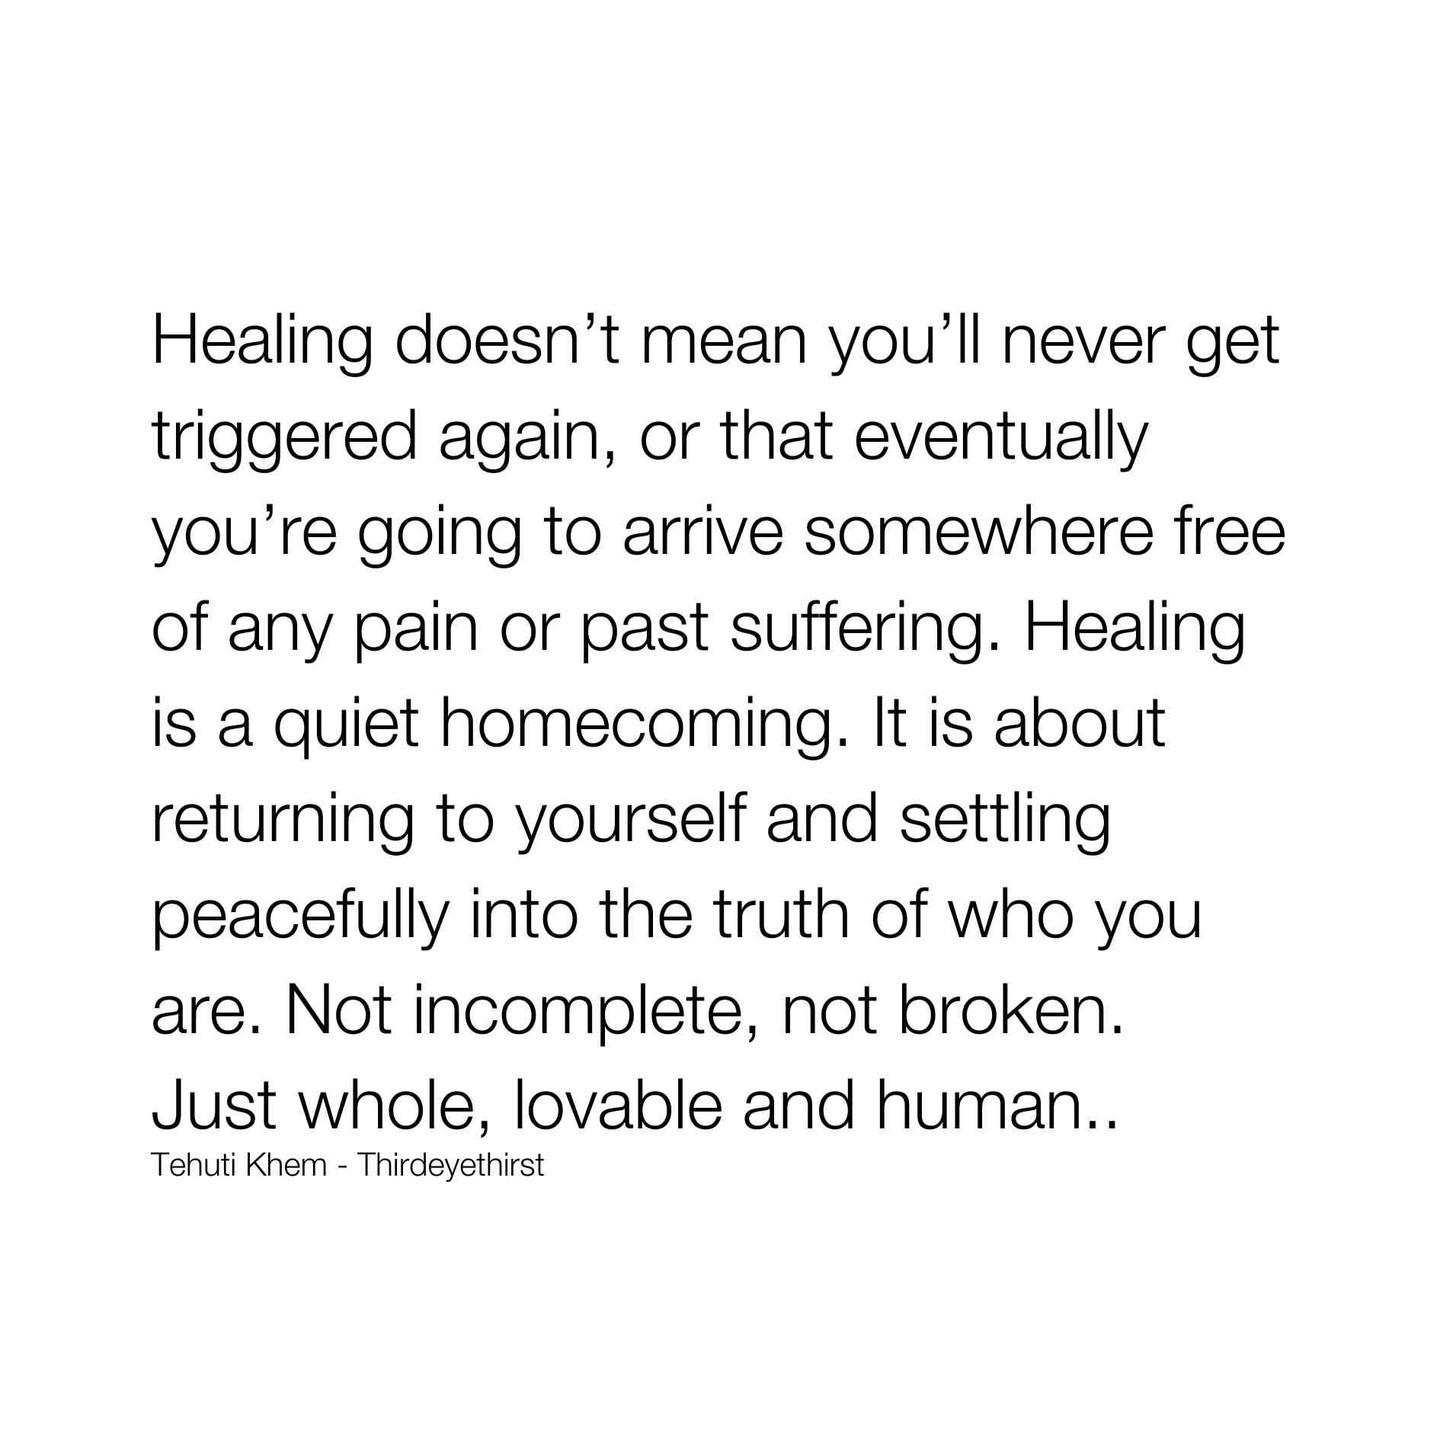 Healing doesn’t mean you’ll never get
triggered again, or that eventually
you’re going to arrive somewhere free
of any pain or past suffering. Healing
is a quiet homecoming. It is about
returning to yourself and settling
peacefully into the truth of who you
are. Not incomplete, not broken.
Just whole, lovable and human..
Tehuti Khem - Thirdeyethirst